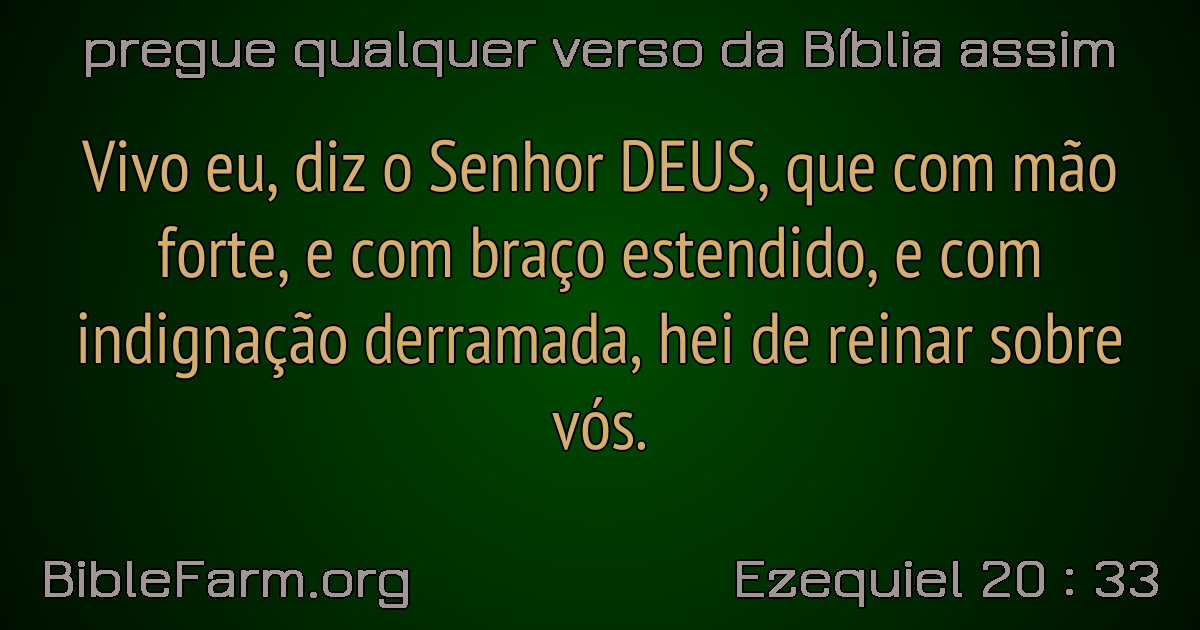 pregue qualquer verso da Bíblia assim
Vivo eu, diz o Senhor DEUS, que com mão
forte, e com braço estendido, e com
indignação derramada, hei de reinar sobre
vós.
BibleFarm.org
Ezequiel 20 : 33